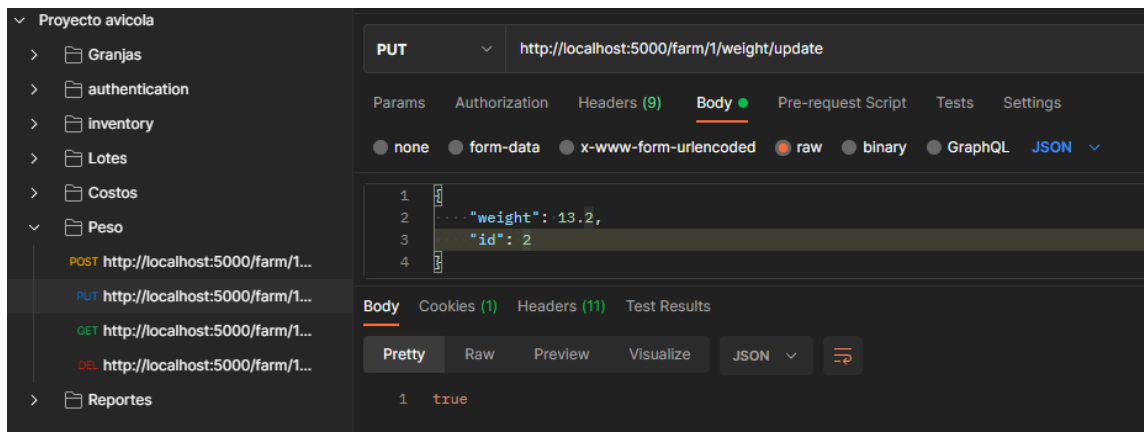 Proyecto avicola
Granjas
authentication
inventory
Lotes
Costos
Peso
POST http://localhost:5000/farm/1...
PUT http://localhost:5000/farm/1...
GET http://localhost:5000/farm/1...
DEL http://localhost:5000/farm/1...
Reportes
PUT http://localhost:5000/farm/1/weight/update
Params Authorization Headers (9) Body Pre-request Script Tests Settings
none form-data x-www-form-urlencoded raw binary GraphQL JSON
1 {
2 "weight": 13.2,
3 "id": 2
4 }
Body Cookies (1) Headers (11) Test Results
Pretty Raw Preview Visualize JSON
1 true